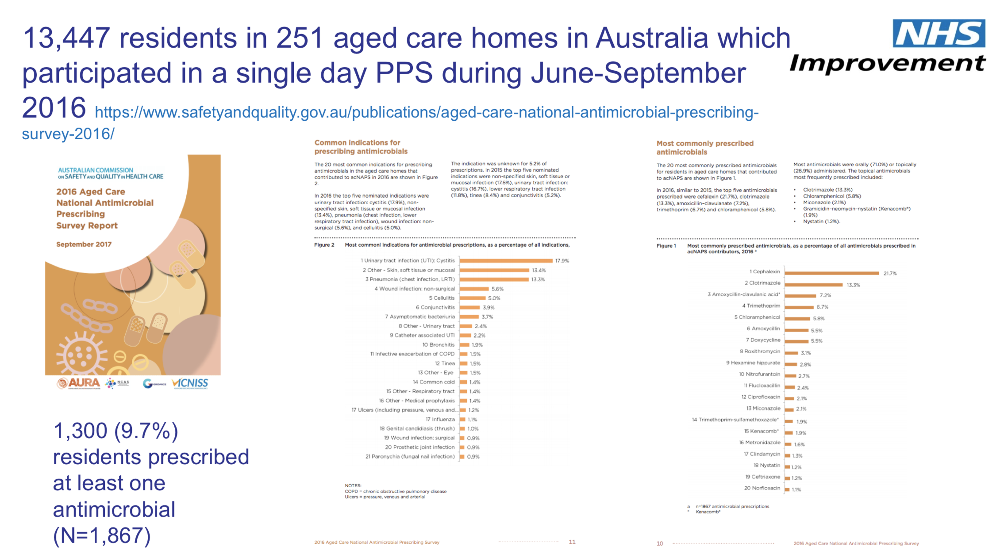 13,447 residents in 251 aged care homes in Australia which
participated in a single day PPS during June-September
2016 https://www.safetyandquality.gov.au/publications/aged-care-national-antimicrobial-prescribing-
survey-2016/
NHS
Improvement
AUSTRALIAN COMMISSION
ON SAFETY AND QUALITY IN HEALTH CARE
2016 Aged Care
National Antimicrobial
Prescribing
Survey Report
September 2017
AURA
NCAS
GUIDANCE
VICNISS
1,300 (9.7%)
residents prescribed
at least one
antimicrobial
(N=1,867)
Common indications for
prescribing antimicrobials
The 20 most common indications for prescribing
antimicrobials in the aged care homes that
contributed to acNAPS in 2016 are shown in Figure
2.
In 2016 the top five nominated indications were
urinary tract infection: cystitis (17.9%), non-
specified skin, soft tissue or mucosal infection
(13.4%), pneumonia (chest infection, lower
respiratory tract infection), wound infection: non-
surgical (5.6%), and cellulitis (5.0%).
The indication was unknown for 5.2% of
prescriptions. In 2015 the top five nominated
indications were non-specified skin, soft tissue or
mucosal infection (17.5%), urinary tract infection:
cystitis (16.7%), lower respiratory tract infection
(11.8%), tinea (8.4%) and conjunctivitis (5.2%).
Figure 2 Most commonl indications for antimicrobial prescriptions, as a percentage of all indications,
1 Urinary tract infection (UTI): Cystitis 17.9%
2 Other - Skin, soft tissue or mucosal 13.4%
3 Pneumonia (chest infection, LRTI) 13.3%
4 Wound infection: non-surgical 5.6%
5 Cellulitis 5.0%
6 Conjunctivitis 3.9%
7 Asymptomatic bacteriuria 3.7%
8 Other - Urinary tract 2.4%
9 Catheter associated UTI 2.2%
10 Bronchitis 1.9%
11 Infective exacerbation of COPD 1.5%
12 Tinea 1.5%
13 Other - Eye 1.5%
14 Common cold 1.4%
15 Other - Respiratory tract 1.4%
16 Other - Medical prophylaxis 1.4%
17 Ulcers (including pressure, venous and... 1.2%
17 Influenza 1.1%
18 Genital candidiasis (thrush) 1.0%
19 Wound infection: surgical 0.9%
20 Prosthetic joint infection 0.9%
21 Paronychia (fungal nail infection) 0.9%
NOTES:
COPD = chronic obstructive pulmonory disease
Ulcers = pressure, venous and arterial
2016 Aged Care National Antimicrobial Prescribing Survey 11
Most commonly prescribed
antimicrobials
The 20 most commonly prescribed antimicrobials
for residents in aged care homes that contributed
to acNAPS are shown in Figure 1.
In 2016, similar to 2015, the top five antimicrobials
prescribed were cefalexin (21.7%), clotrimazole
(13.3%), amoxicillin-clavulanate (7.2%),
trimethoprim (6.7%) and chloramphenicol (5.8%).
Most antimicrobials were orally (71.0%) or topically
(26.9%) administered. The topical antimicrobials
most frequently prescribed included:
• Clotrimazole (13.3%)
• Chloramphenicol (5.8%)
• Miconazole (2.1%)
• Gramicidin-neomycin-nystatin (Kenacomb®)
(1.9%)
• Nystatin (1.2%).
Figure 1 Most commonly prescribed antimicrobials, as a percentage of all antimicrobials prescribed in
acNAPS contributors, 2016 a
1 Cephalexin 21.7%
2 Clotrimazole 13.3%
3 Amoxycillin-clavulanic acid* 7.2%
4 Trimethoprim 6.7%
5 Chloramphenicol 5.8%
6 Amoxycillin 5.5%
7 Doxycycline 5.5%
8 Roxithromycin 3.1%
9 Hexamine hippurate 2.8%
10 Nitrofurantoin 2.7%
11 Flucloxacillin 2.4%
12 Ciprofloxacin 2.1%
13 Miconazole 2.1%
14 Trimethoprim-sulfamethoxazole* 1.9%
15 Kenacomb* 1.9%
16 Metronidazole 1.6%
17 Clindamycin 1.3%
18 Nystatin 1.2%
19 Ceftriaxone 1.2%
20 Norfloxacin 1.1%
a n=1867 antimicrobial prescriptions
* Kenacomb®
10 2016 Aged Care National Antimicrobial Prescribing Survey